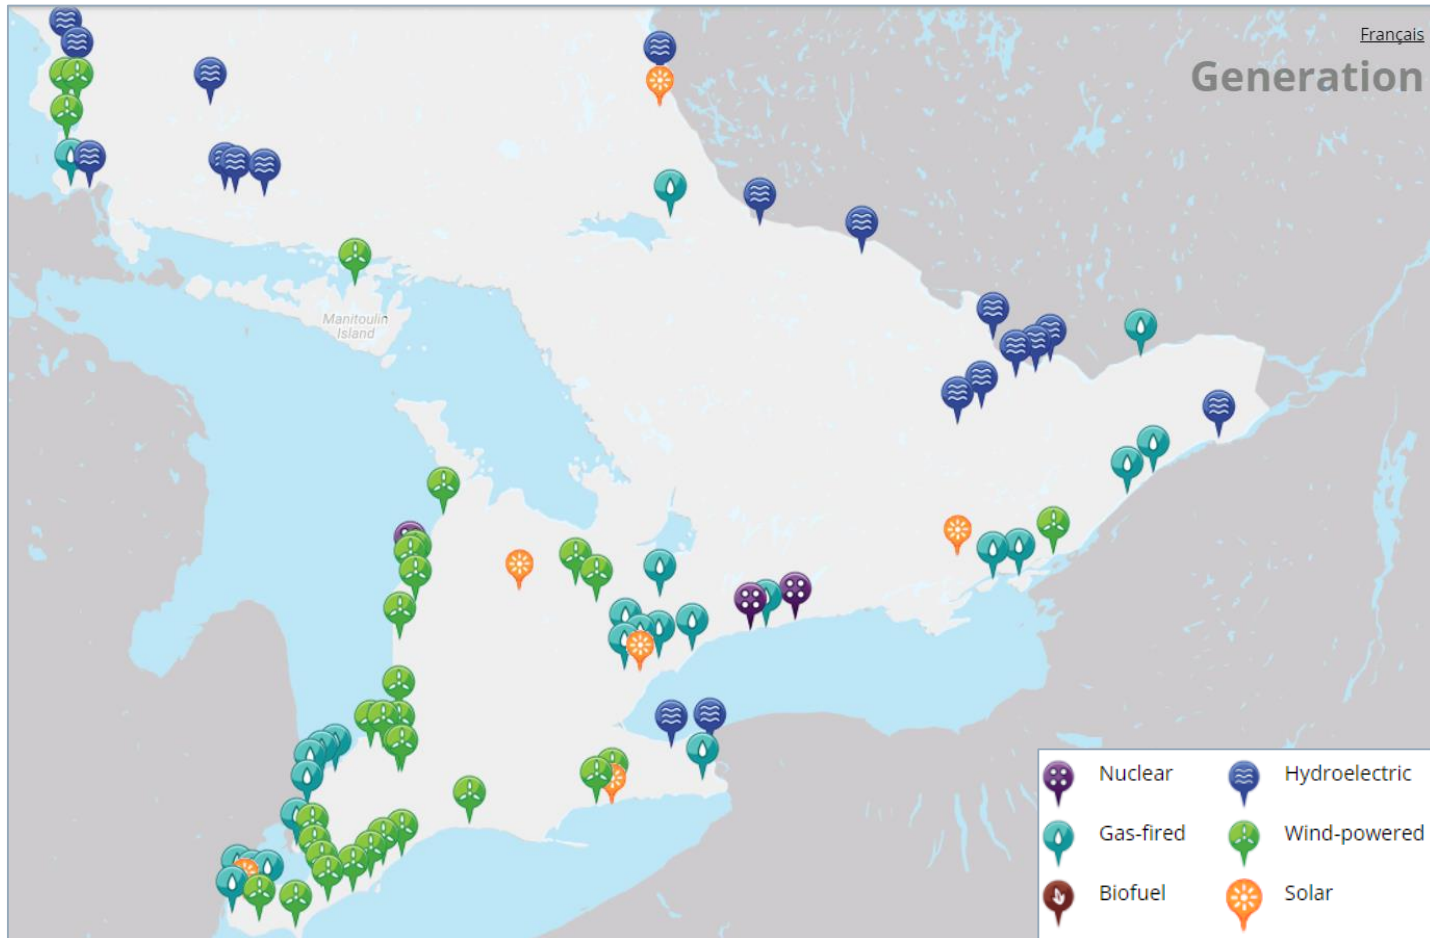 Français
Generation
Manitoulin
Island
Nuclear
Hydroelectric
Gas-fired
Wind-powered
Biofuel
Solar